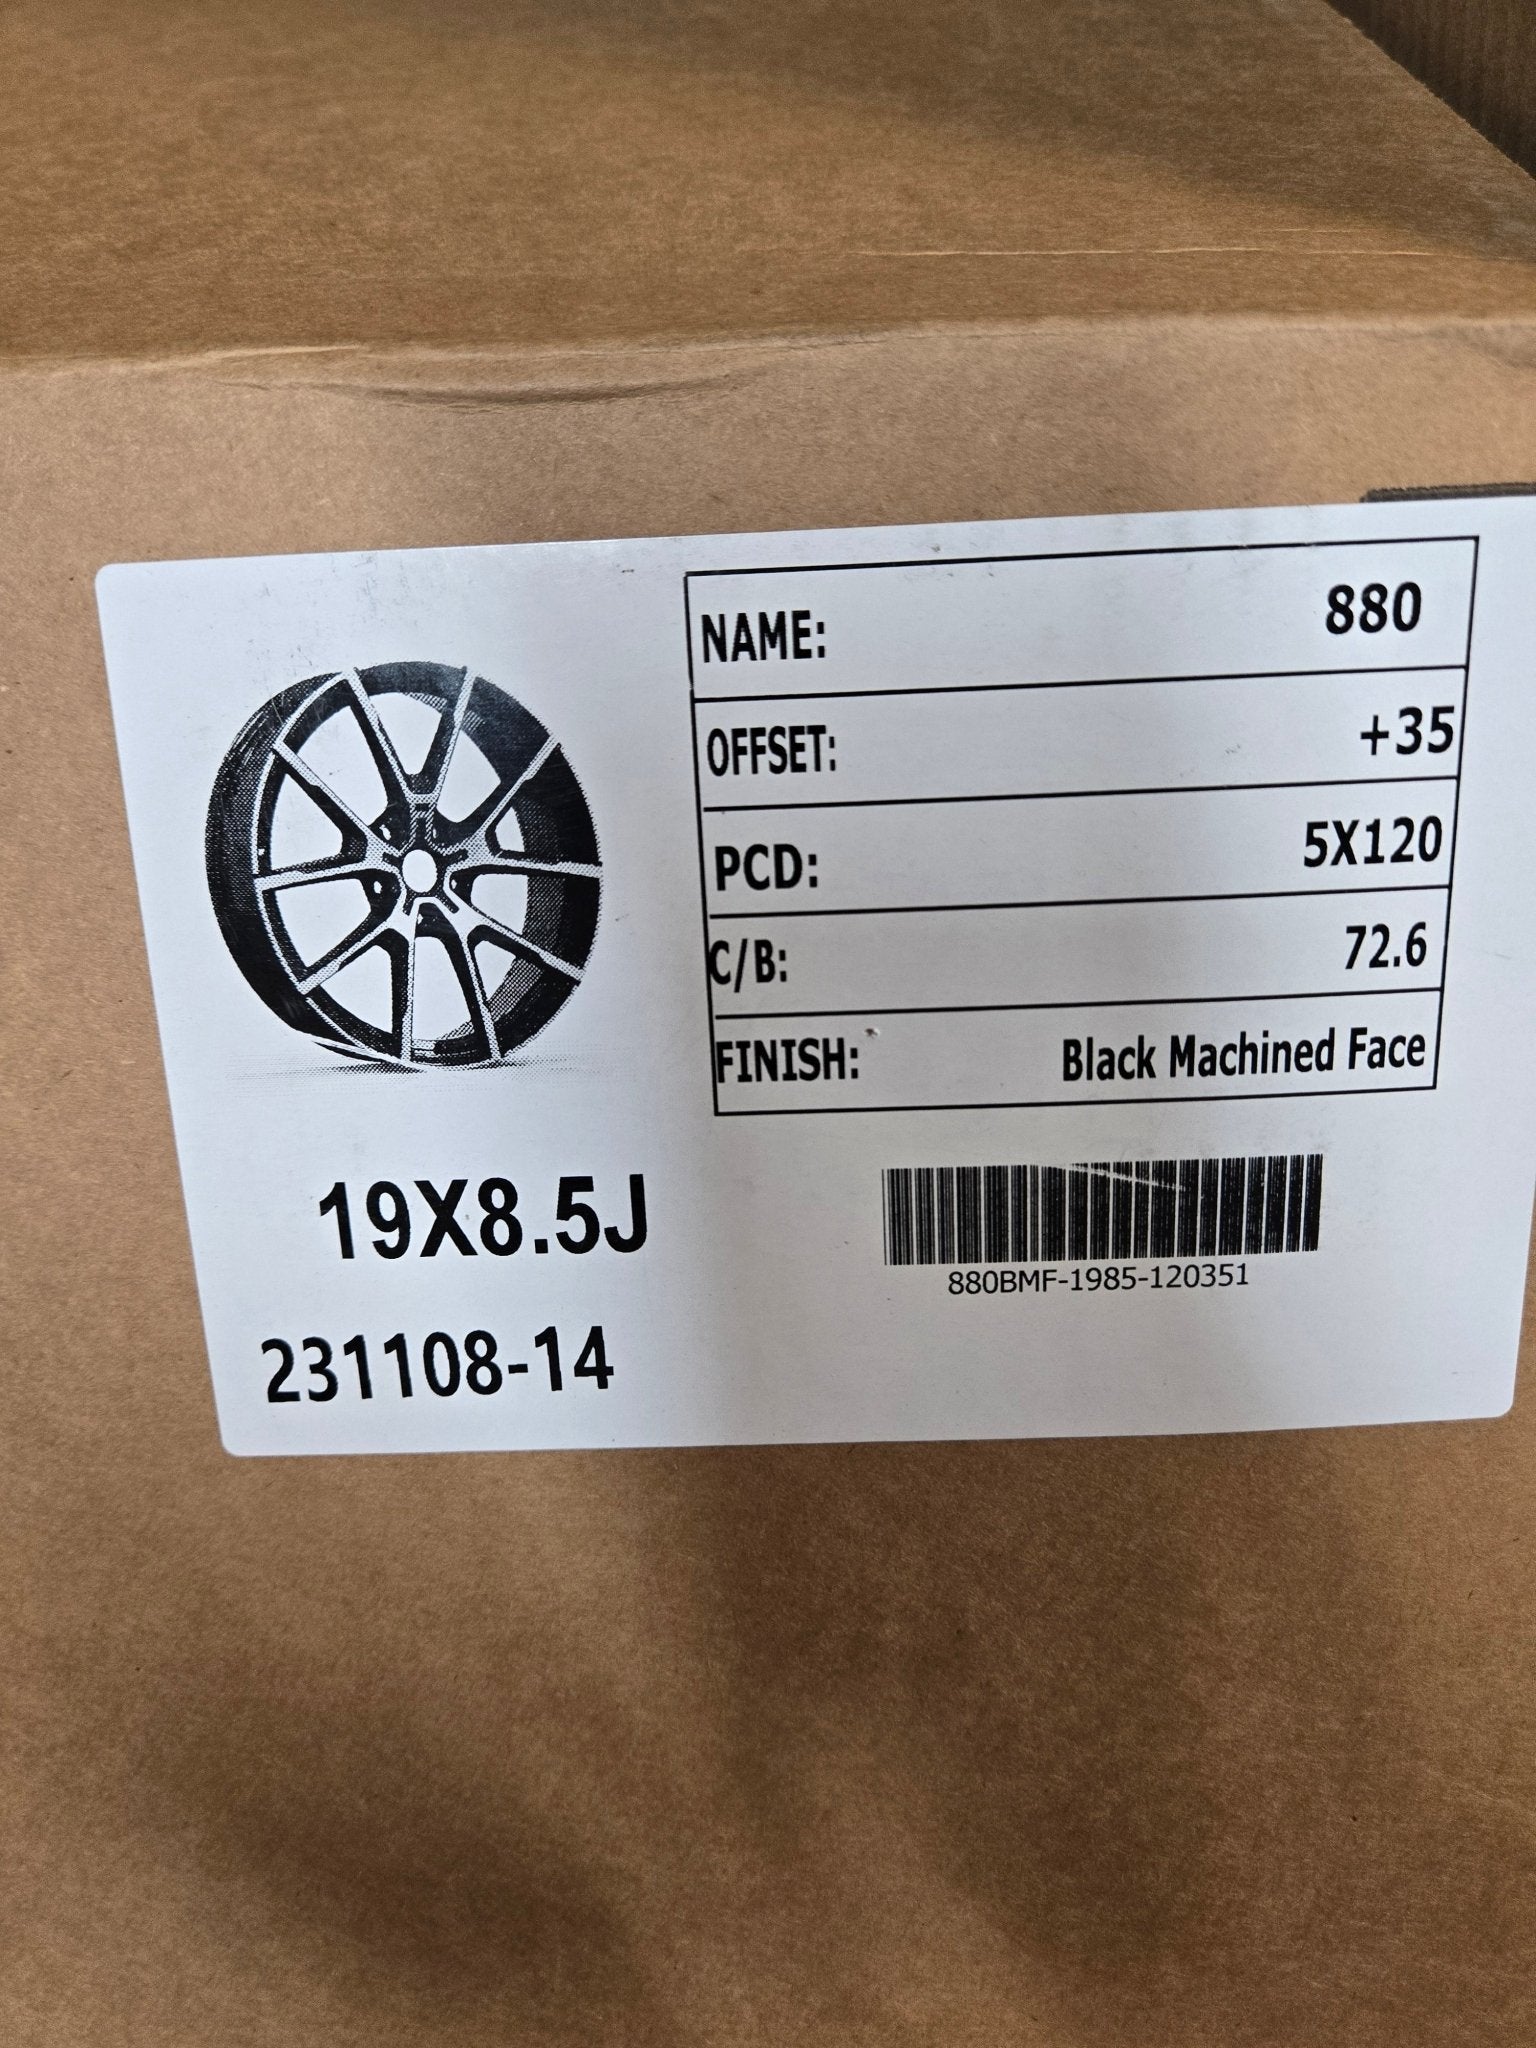 NAME: 880
OFFSET: +35
PCD: 5X120
C/B: 72.6
FINISH: Black Machined Face
19X8.5J
880BMF-1985-120351
231108-14